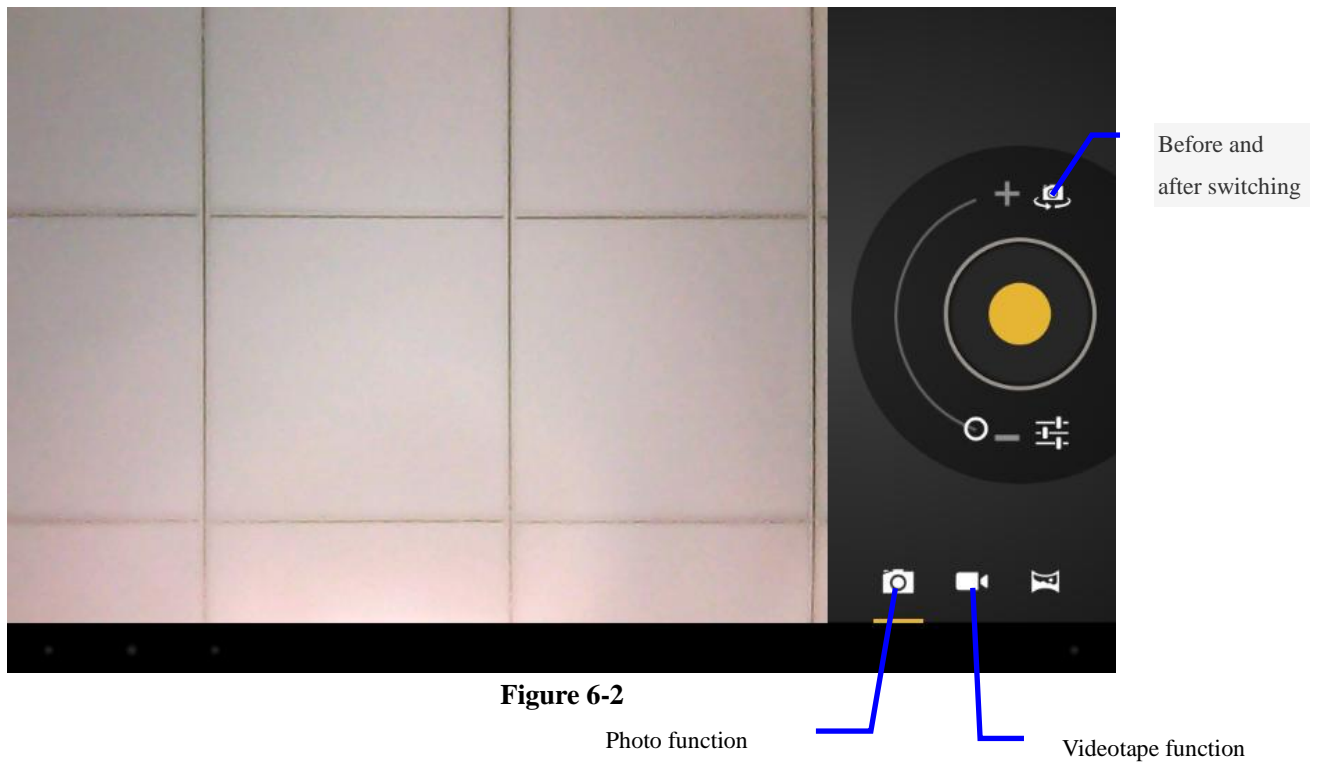 Before and
after switching
Figure 6-2
Photo function
Videotape function